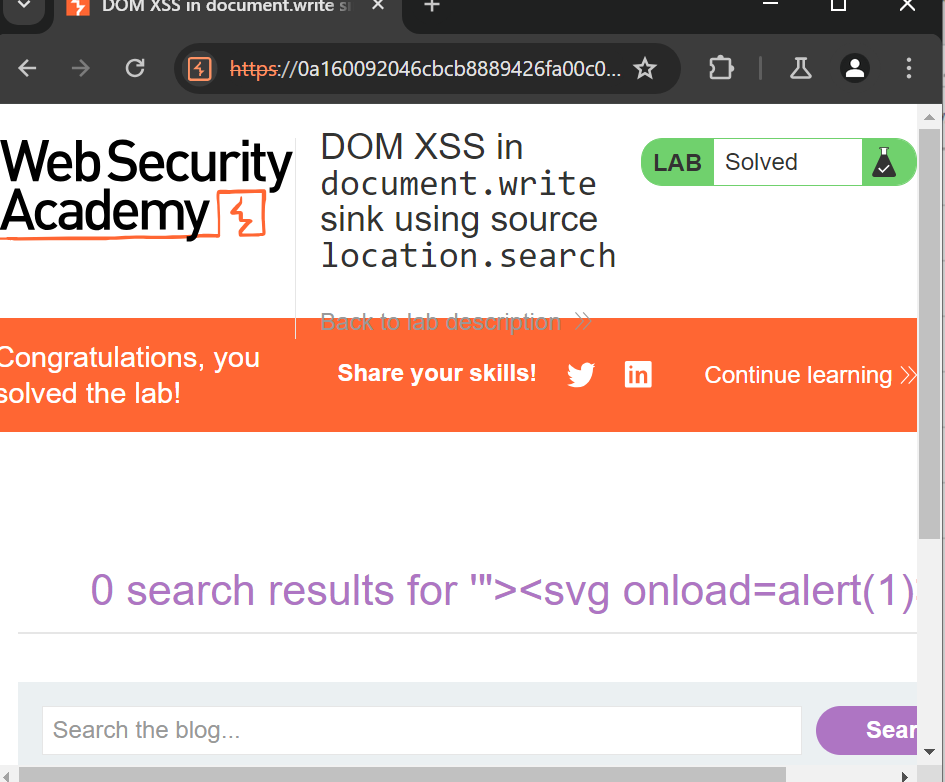 DOM XSS in document.write si
https://0a160092046cbcb8889426fa00c0...
Web Security
Academy
DOM XSS in
document.write
sink using source
location.search
LAB Solved
Back to lab description
Congratulations, you
solved the lab!
Share your skills!
Continue learning
0 search results for '"><svg onload=alert(1)
Search the blog...
Sear